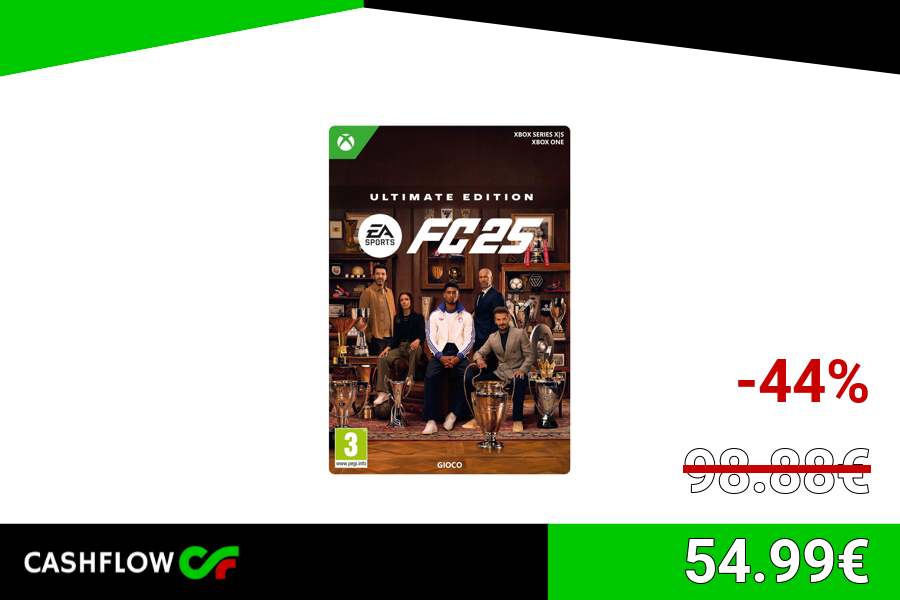 XBOX SERIES X|S
XBOX ONE
ULTIMATE EDITION
EA
SPORTS
FC25
3
www.pegi.info
GIOCO
-44%
98.88€
CASHFLOW
54.99€